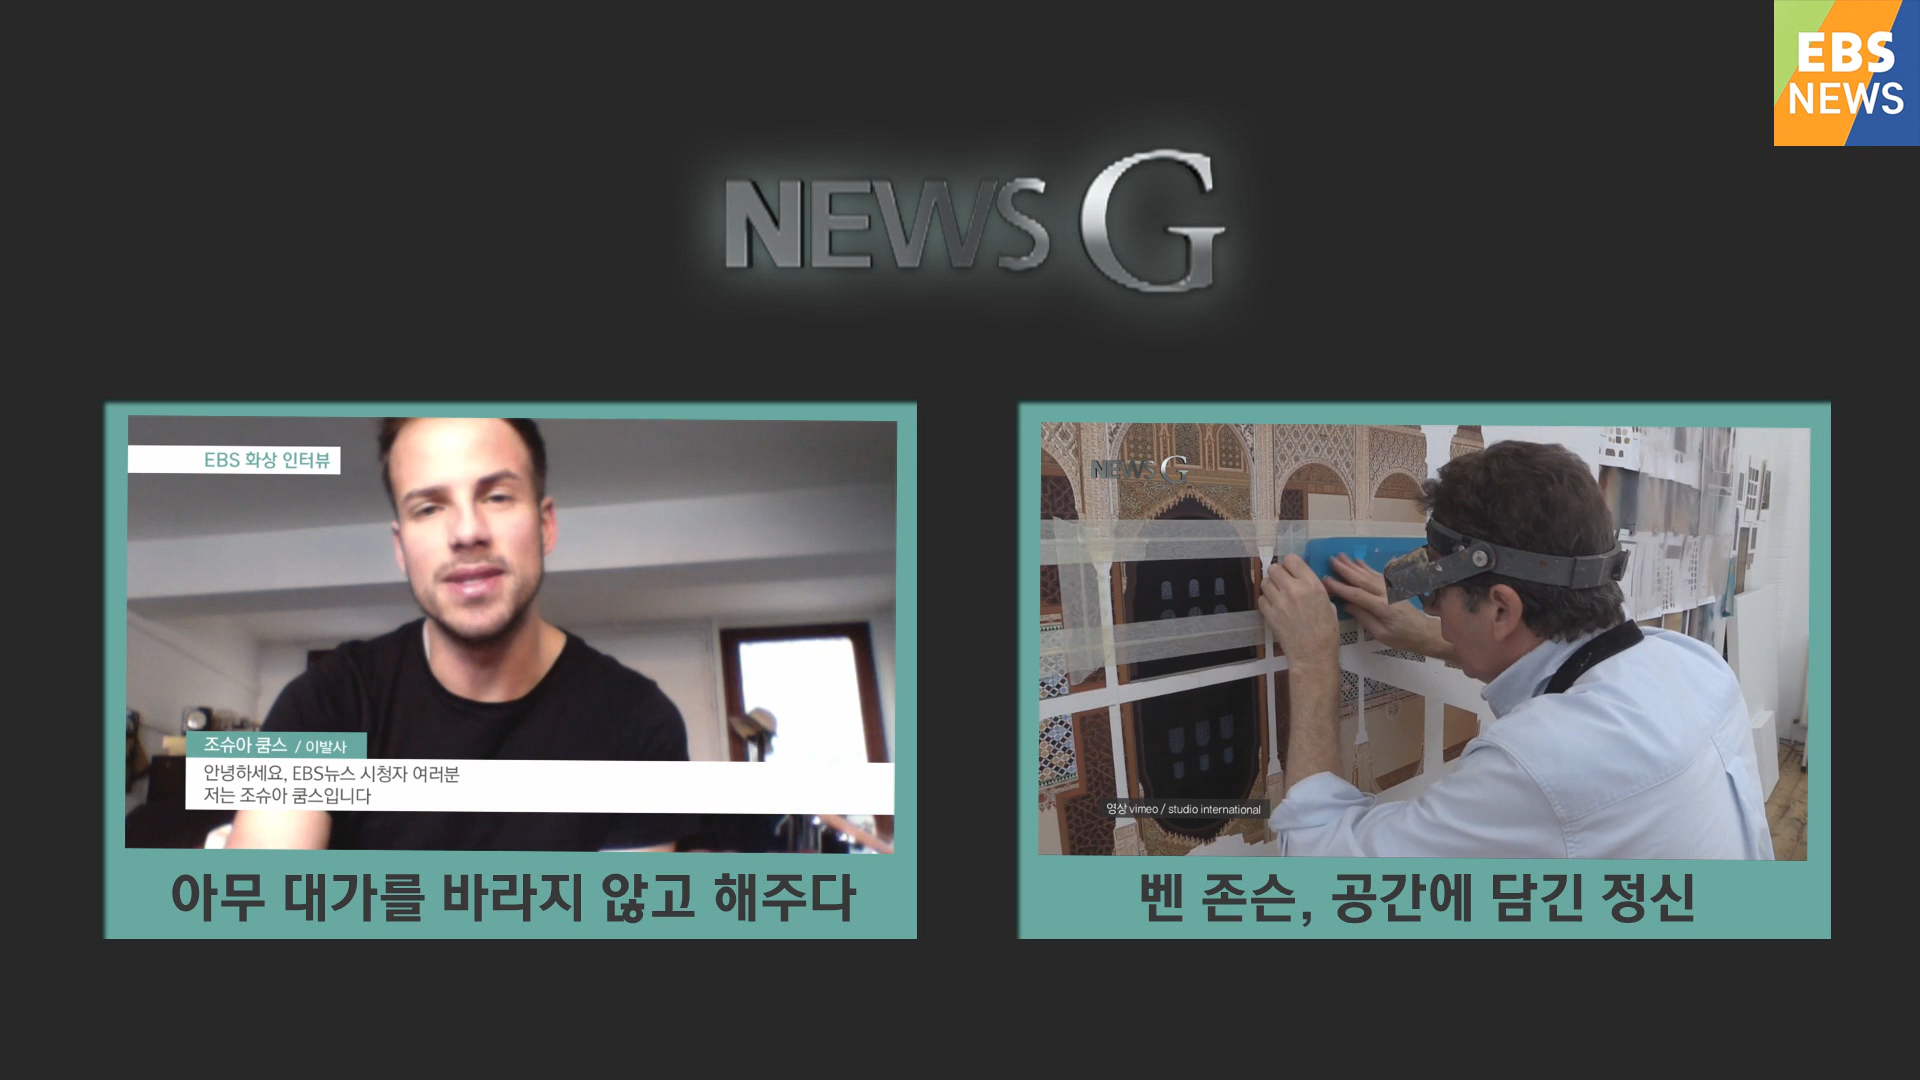 EBS
NEWS
NEWS G
EBS 화상 인터뷰
조슈아 쿰스 / 이발사
안녕하세요, EBS뉴스 시청자 여러분
저는 조슈아 쿰스입니다
아무 대가를 바라지 않고 해주다
NEWS G
영상 vimeo / studio international
벤 존슨, 공간에 담긴 정신